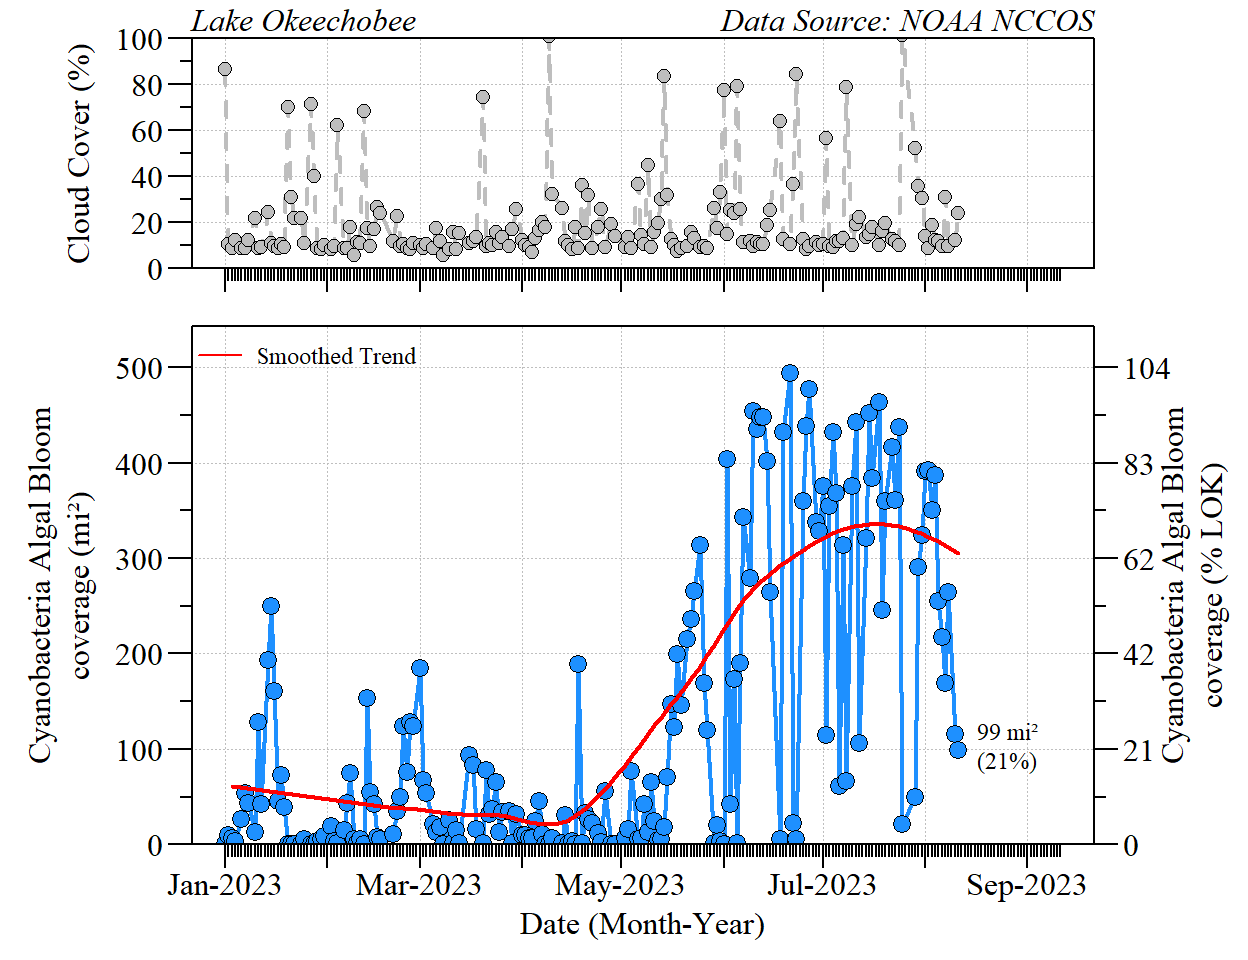 Lake Okeechobee
Data Source: NOAA NCCOS
Cloud Cover (%)
100
80
60
40
20
0
Smoothed Trend
Cyanobacteria Algal Bloom
coverage (mi²)
500
400
300
200
100
0
104
83
62
42
21
0
Cyanobacteria Algal Bloom
coverage (% LOK)
99 mi²
(21%)
Jan-2023
Mar-2023
May-2023
Jul-2023
Sep-2023
Date (Month-Year)